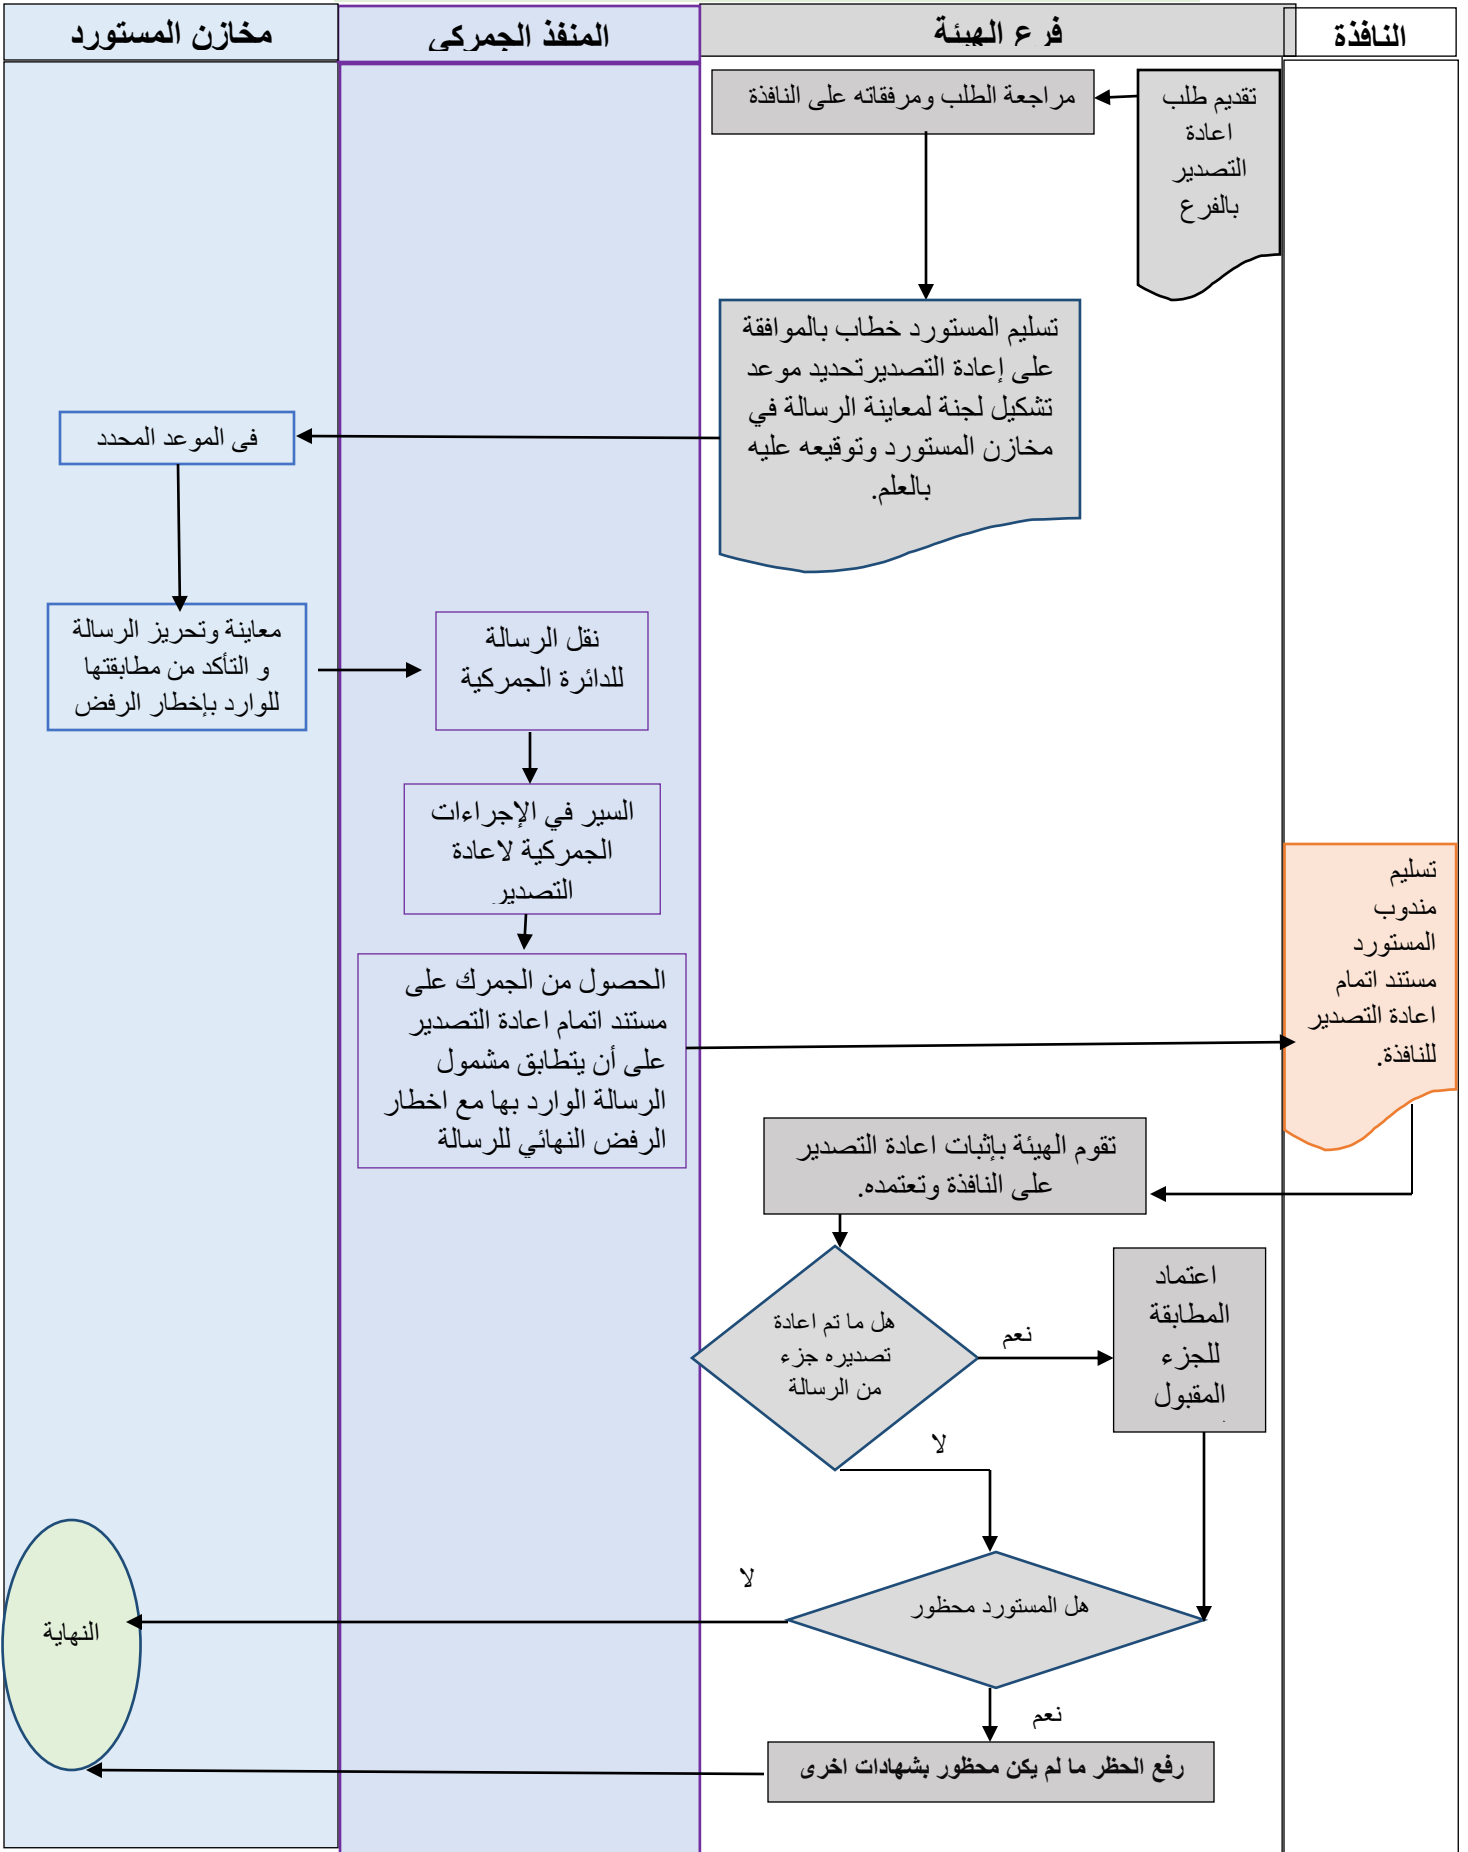 النافذة
فرع الهيئة
المنفذ الجمركي
مخازن المستورد
تقديم طلب
اعادة
التصدير
بالفرع
مراجعة الطلب ومرفقاته على النافذة
تسليم المستورد خطاب بالموافقة
على إعادة التصديرتحديد موعد
تشكيل لجنة لمعاينة الرسالة في
مخازن المستورد وتوقيعه عليه
بالعلم.
فى الموعد المحدد
معاينة وتحريز الرسالة
و التأكد من مطابقتها
للوارد بإخطار الرفض
نقل الرسالة
للدائرة الجمركية
السير في الإجراءات
الجمركية لاعادة
التصدير
الحصول من الجمرك على
مستند اتمام اعادة التصدير
على أن يتطابق مشمول
الرسالة الوارد بها مع اخطار
الرفض النهائي للرسالة
تسليم
مندوب
المستورد
مستند اتمام
اعادة التصدير
للنافذة.
تقوم الهيئة بإثبات اعادة التصدير
على النافذة وتعتمده.
هل ما تم اعادة
تصديره جزء
من الرسالة
نعم
اعتماد
المطابقة
للجزء
المقبول
لا
هل المستورد محظور
لا
النهاية
نعم
رفع الحظر ما لم يكن محظور بشهادات اخرى